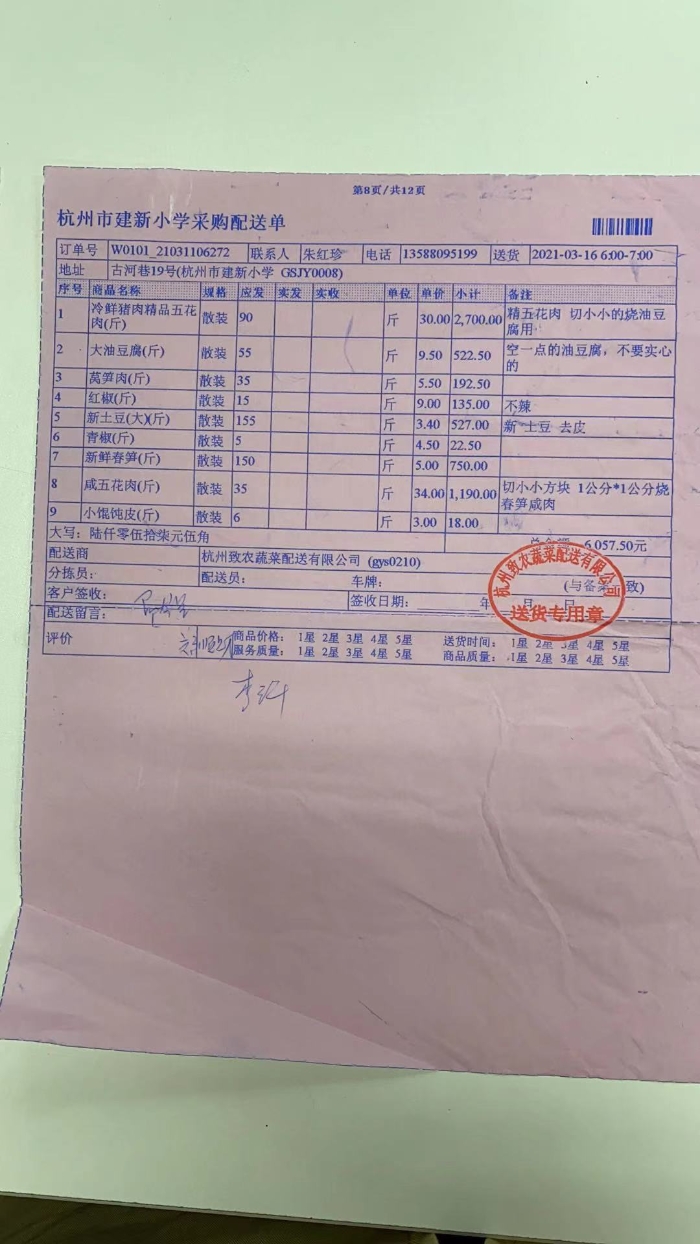 第8页/共12页
杭州市建新小学采购配送单
订单号 W0101_21031106272 联系人 朱红珍 电话 13588095199 送货 2021-03-16 6:00-7:00
地址 古河巷19号(杭州市建新小学 GSJY0008)
序号 商品名称 规格 应发 实发 实收 单位 单价 小计 备注
1 冷鲜猪肉精品五花肉(斤) 散装 90 斤 30.00 2,700.00 精五花肉 切小小的烧油豆腐用
2 大油豆腐(斤) 散装 55 斤 9.50 522.50 空一点的油豆腐，不要实心的
3 莴笋肉(斤) 散装 35 斤 5.50 192.50
4 红椒(斤) 散装 15 斤 9.00 135.00 不辣
5 新土豆(大)(斤) 散装 155 斤 3.40 527.00 新 土豆 去皮
6 青椒(斤) 散装 5 斤 4.50 22.50
7 新鲜春笋(斤) 散装 150 斤 5.00 750.00
8 咸五花肉(斤) 散装 35 斤 34.00 1,190.00 切小小方块 1公分*1公分烧春笋咸肉
9 小馄饨皮(斤) 散装 6 斤 3.00 18.00
大写：陆仟零伍拾柒元伍角 总金额 6,057.50元
配送商 杭州致农蔬菜配送有限公司 (gys0210)
分拣员： 配送员： 车牌： (与备案 致)
客户签收： 签收日期： 年 月 日
配送留言：
评价 商品价格： 1星 2星 3星 4星 5星 送货时间： 1星 2星 3星 4星 5星
服务质量： 1星 2星 3星 4星 5星 商品质量： 1星 2星 3星 4星 5星
杭州致农蔬菜配送有限公司
送货专用章